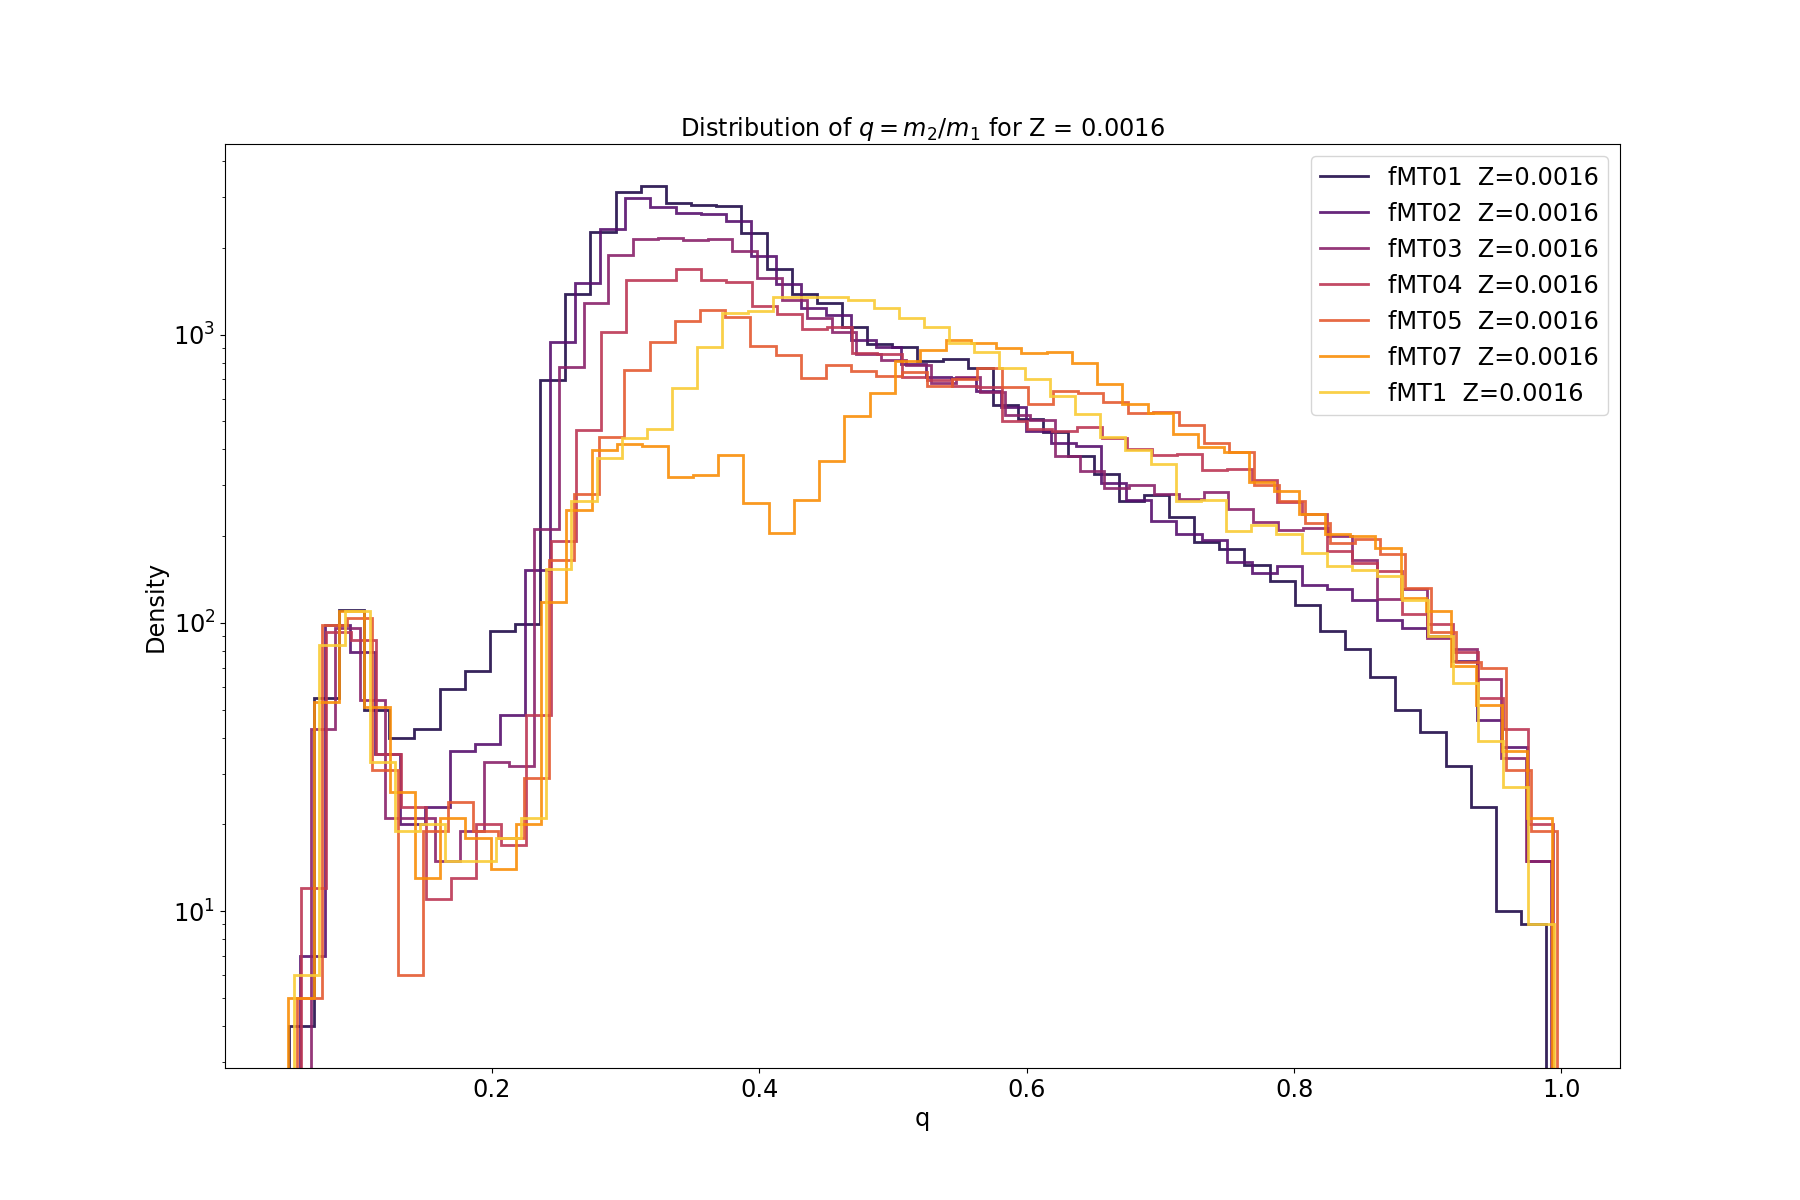 Distribution of q = m₂/m₁ for Z = 0.0016
fMT01 Z=0.0016
fMT02 Z=0.0016
fMT03 Z=0.0016
fMT04 Z=0.0016
fMT05 Z=0.0016
fMT07 Z=0.0016
fMT1 Z=0.0016
Density
10³
10²
10¹
0.2 0.4 0.6 0.8 1.0
q